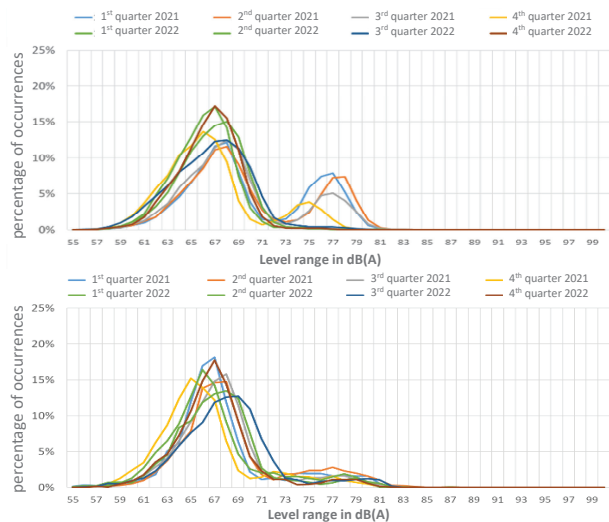 1st quarter 2021 2nd quarter 2021 3rd quarter 2021 4th quarter 2021
1st quarter 2022 2nd quarter 2022 3rd quarter 2022 4th quarter 2022
percentage of occurrences
25%
20%
15%
10%
5%
0%
55 57 59 61 63 65 67 69 71 73 75 77 79 81 83 85 87 89 91 93 95 97 99
Level range in dB(A)
1st quarter 2021 2nd quarter 2021 3rd quarter 2021 4th quarter 2021
1st quarter 2022 2nd quarter 2022 3rd quarter 2022 4th quarter 2022
percentage of occurrences
25%
20%
15%
10%
5%
0%
55 57 59 61 63 65 67 69 71 73 75 77 79 81 83 85 87 89 91 93 95 97 99
Level range in dB(A)